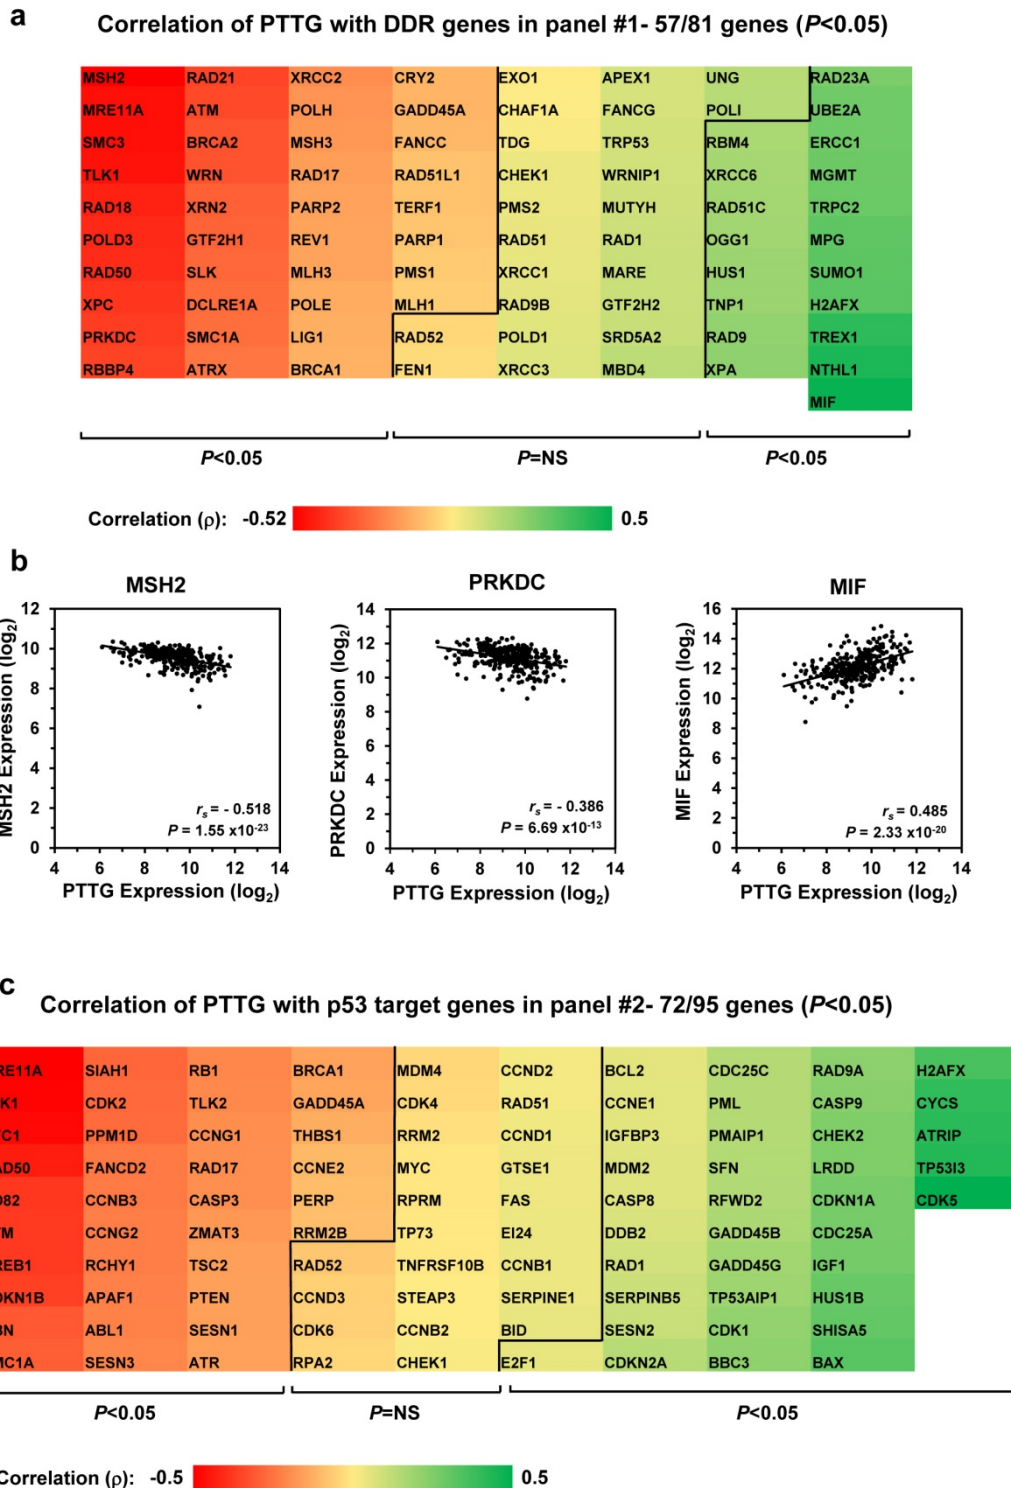 a
Correlation of PTTG with DDR genes in panel #1- 57/81 genes (P<0.05)
MSH2 RAD21 XRCC2 CRY2 EXO1 APEX1 UNG RAD23A
MRE11A ATM POLH GADD45A CHAF1A FANCG POLI UBE2A
SMC3 BRCA2 MSH3 FANCC TDG TRP53 RBM4 ERCC1
TLK1 WRN RAD17 RAD51L1 CHEK1 WRNIP1 XRCC6 MGMT
RAD18 XRN2 PARP2 TERF1 PMS2 MUTYH RAD51C TRPC2
POLD3 GTF2H1 REV1 PARP1 RAD51 RAD1 OGG1 MPG
RAD50 SLK MLH3 PMS1 XRCC1 MARE HUS1 SUMO1
XPC DCLRE1A POLE MLH1 RAD9B GTF2H2 TNP1 H2AFX
PRKDC SMC1A LIG1 RAD52 POLD1 SRD5A2 RAD9 TREX1
RBBP4 ATRX BRCA1 FEN1 XRCC3 MBD4 XPA NTHL1
MIF
P<0.05 P=NS P<0.05
Correlation (ρ): -0.52 0.5
b
MSH2 PRKDC MIF
MSH2 Expression (log2)
12
10
8
6
4
2
0
rs = - 0.518
P = 1.55 x10-23
4 6 8 10 12 14
PTTG Expression (log2)
PRKDC Expression (log2)
14
12
10
8
6
4
2
0
rs = - 0.386
P = 6.69 x10-13
4 6 8 10 12 14
PTTG Expression (log2)
MIF Expression (log2)
16
14
12
10
8
6
4
2
0
rs = 0.485
P = 2.33 x10-20
4 6 8 10 12 14
PTTG Expression (log2)
c
Correlation of PTTG with p53 target genes in panel #2- 72/95 genes (P<0.05)
RE11A SIAH1 RB1 BRCA1 MDM4 CCND2 BCL2 CDC25C RAD9A H2AFX
K1 CDK2 TLK2 GADD45A CDK4 RAD51 CCNE1 PML CASP9 CYCS
C1 PPM1D CCNG1 THBS1 RRM2 CCND1 IGFBP3 PMAIP1 CHEK2 ATRIP
D50 FANCD2 RAD17 CCNE2 MYC GTSE1 MDM2 SFN LRDD TP53I3
82 CCNB3 CASP3 PERP RPRM FAS CASP8 RFWD2 CDKN1A CDK5
M CCNG2 ZMAT3 RRM2B TP73 EI24 DDB2 GADD45B CDC25A
EB1 RCHY1 TSC2 RAD52 TNFRSF10B CCNB1 RAD1 GADD45G IGF1
KN1B APAF1 PTEN CCND3 STEAP3 SERPINE1 SERPINB5 TP53AIP1 HUS1B
N ABL1 SESN1 CDK6 CCNB2 BID SESN2 CDK1 SHISA5
C1A SESN3 ATR RPA2 CHEK1 E2F1 CDKN2A BBC3 BAX
P<0.05 P=NS P<0.05
Correlation (ρ): -0.5 0.5